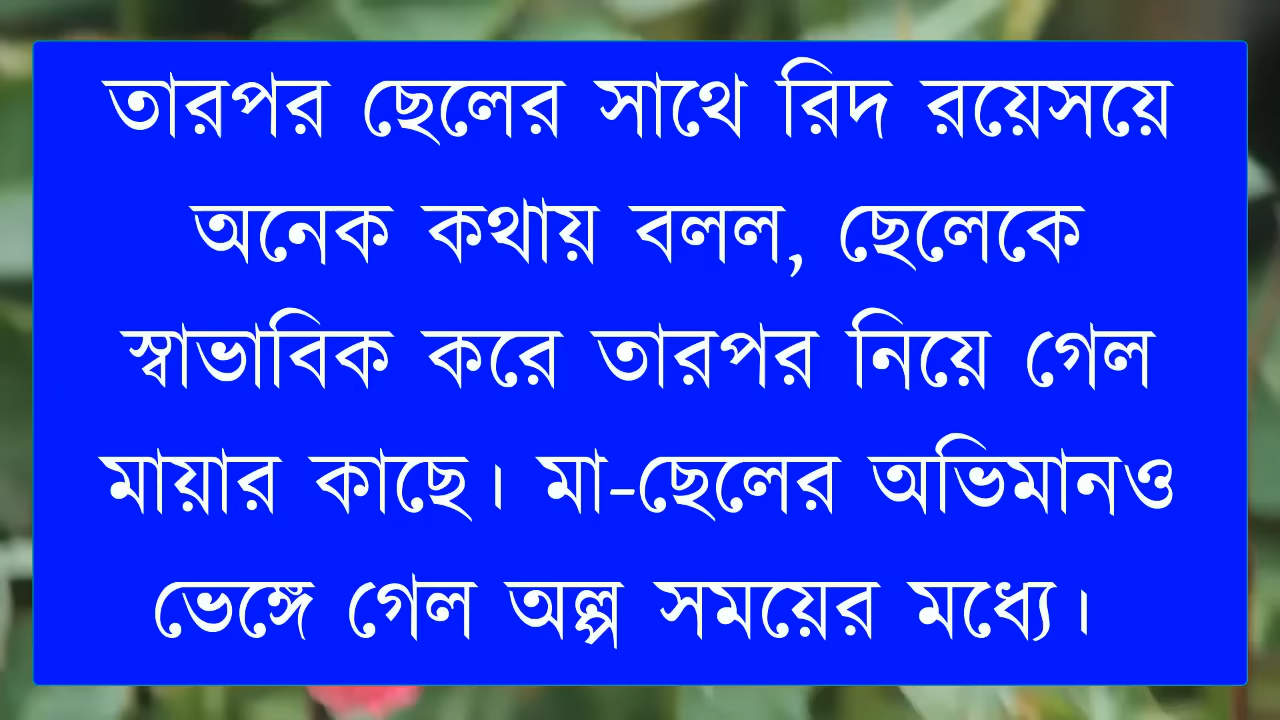 তারপর ছেলের সাথে রিদ রয়েসয়ে
অনেক কথায় বলল, ছেলেকে
স্বাভাবিক করে তারপর নিয়ে গেল
মায়ার কাছে। মা-ছেলের অভিমানও
ভেঙ্গে গেল অল্প সময়ের মধ্যে।